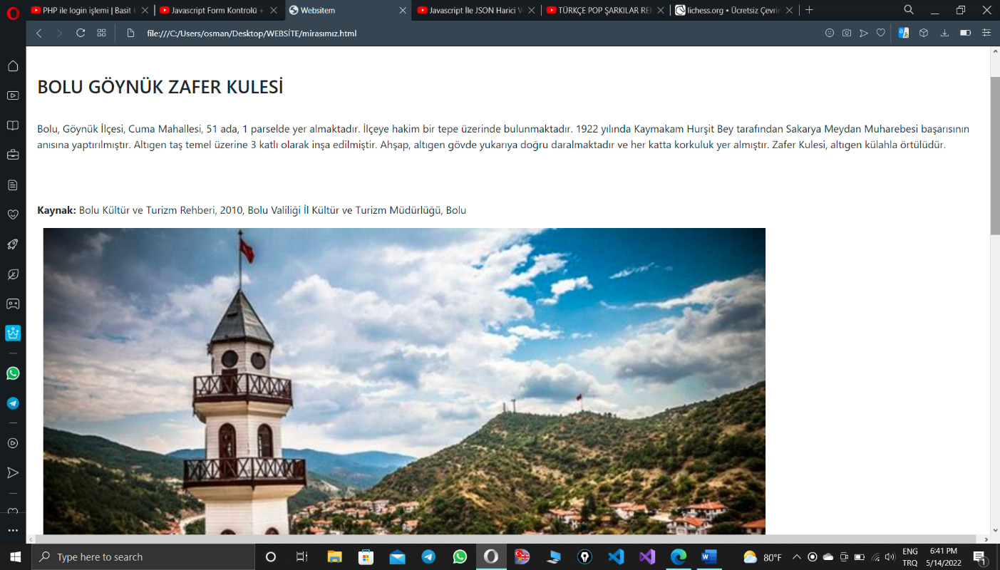 PHP ile login işlemi | Basit
Javascript Form Kontrolü +
Websitem
Javascript İle JSON Harici
TÜRKÇE POP ŞARKILAR
lichess.org • Ücretsiz Çevrim
file:///C:/Users/osman/Desktop/WEBSİTE/mirasımız.html
BOLU GÖYNÜK ZAFER KULESİ
Bolu, Göynük İlçesi, Cuma Mahallesi, 51 ada, 1 parselde yer almaktadır. İlçeye hakim bir tepe üzerinde bulunmaktadır. 1922 yılında Kaymakam Hurşit Bey tarafından Sakarya Meydan Muharebesi başarısının
anısına yaptırılmıştır. Altıgen taş temel üzerine 3 katlı olarak inşa edilmiştir. Ahşap, altıgen gövde yukarıya doğru daralmaktadır ve her katta korkuluk yer almıştır. Zafer Kulesi, altıgen külahla örtülüdür.
Kaynak: Bolu Kültür ve Turizm Rehberi, 2010, Bolu Valiliği İl Kültür ve Turizm Müdürlüğü, Bolu
Type here to search
80°F
ENG
TRQ
6:41 PM
5/14/2022
1